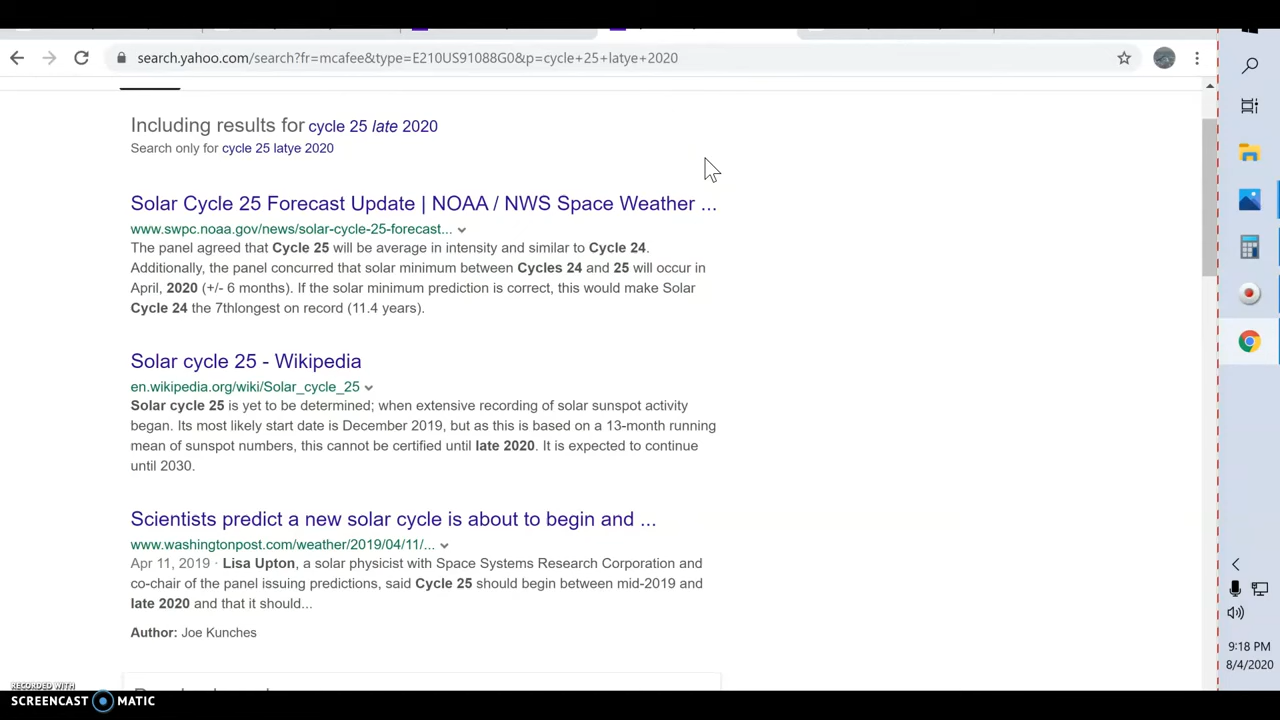 search.yahoo.com/search?fr=mcafee&type=E210US91088G0&p=cycle+25+latye+2020
Including results for cycle 25 late 2020
Search only for cycle 25 latye 2020
Solar Cycle 25 Forecast Update | NOAA / NWS Space Weather ...
www.swpc.noaa.gov/news/solar-cycle-25-forecast...
The panel agreed that Cycle 25 will be average in intensity and similar to Cycle 24.
Additionally, the panel concurred that solar minimum between Cycles 24 and 25 will occur in
April, 2020 (+/- 6 months). If the solar minimum prediction is correct, this would make Solar
Cycle 24 the 7thlongest on record (11.4 years).
Solar cycle 25 - Wikipedia
en.wikipedia.org/wiki/Solar_cycle_25
Solar cycle 25 is yet to be determined; when extensive recording of solar sunspot activity
began. Its most likely start date is December 2019, but as this is based on a 13-month running
mean of sunspot numbers, this cannot be certified until late 2020. It is expected to continue
until 2030.
Scientists predict a new solar cycle is about to begin and ...
www.washingtonpost.com/weather/2019/04/11/...
Apr 11, 2019 · Lisa Upton, a solar physicist with Space Systems Research Corporation and
co-chair of the panel issuing predictions, said Cycle 25 should begin between mid-2019 and
late 2020 and that it should...
Author: Joe Kunches
9:18 PM
8/4/2020
RECORDED WITH
SCREENCAST MATIC